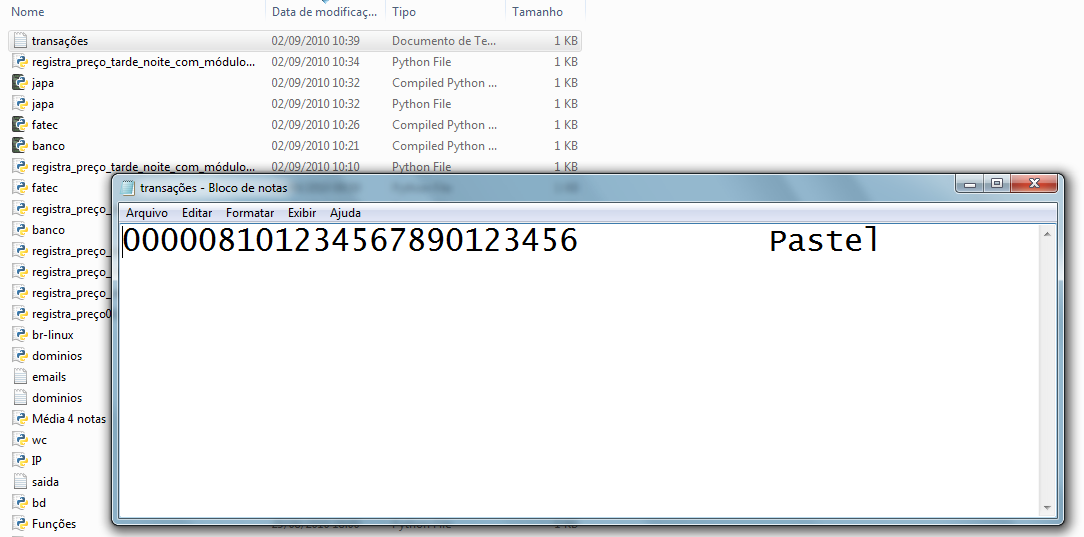 Nome Data de modificaç... Tipo Tamanho
transações 02/09/2010 10:39 Documento de Te... 1 KB
registra_preço_tarde_noite_com_módulo... 02/09/2010 10:34 Python File 1 KB
japa 02/09/2010 10:32 Compiled Python ... 1 KB
japa 02/09/2010 10:32 Python File 1 KB
fatec 02/09/2010 10:26 Compiled Python ... 1 KB
banco 02/09/2010 10:21 Compiled Python ... 1 KB
registra_preço_tarde_noite_com_módulo... 02/09/2010 10:10 Python File 1 KB
fatec
registra_preço_
banco
registra_preço_
registra_preço_
registra_preço_
registra_preço0
br-linux
dominios
emails
dominios
Média 4 notas
wc
IP
saida
bd
Funções
transações - Bloco de notas
Arquivo Editar Formatar Exibir Ajuda
000008101234567890123456 Pastel